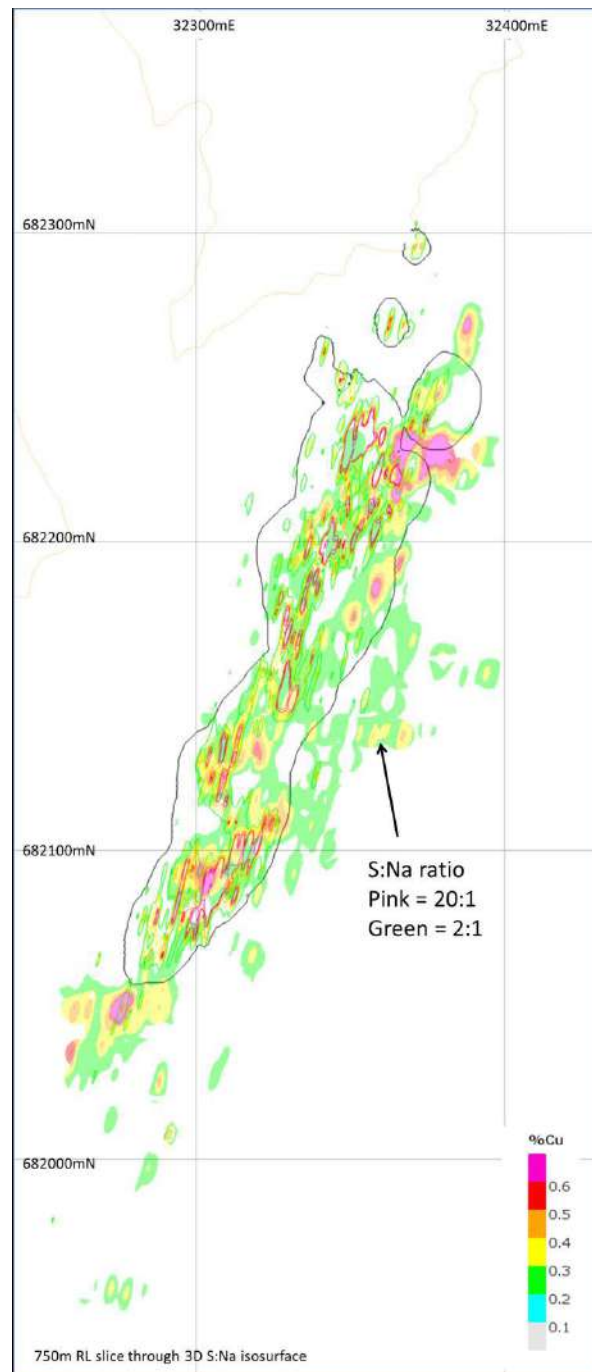 32300mE
32400mE
682300mN
682200mN
682100mN
S:Na ratio
Pink = 20:1
Green = 2:1
682000mN
%Cu
0.6
0.5
0.4
0.3
0.2
0.1
750m RL slice through 3D S:Na isosurface